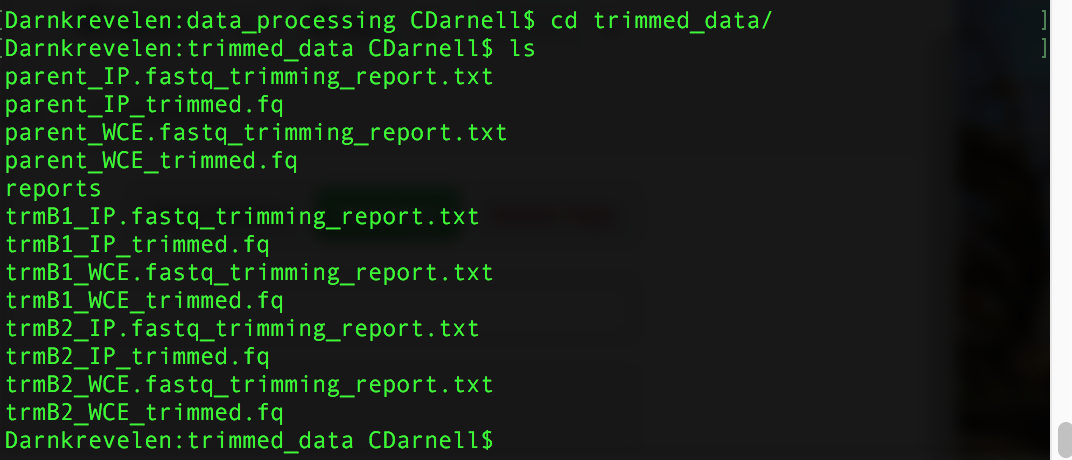 [Darnkrevelen:data_processing CDarnell$ cd trimmed_data/ ]
[Darnkrevelen:trimmed_data CDarnell$ ls ]
parent_IP.fastq_trimming_report.txt
parent_IP_trimmed.fq
parent_WCE.fastq_trimming_report.txt
parent_WCE_trimmed.fq
reports
trmB1_IP.fastq_trimming_report.txt
trmB1_IP_trimmed.fq
trmB1_WCE.fastq_trimming_report.txt
trmB1_WCE_trimmed.fq
trmB2_IP.fastq_trimming_report.txt
trmB2_IP_trimmed.fq
trmB2_WCE.fastq_trimming_report.txt
trmB2_WCE_trimmed.fq
Darnkrevelen:trimmed_data CDarnell$